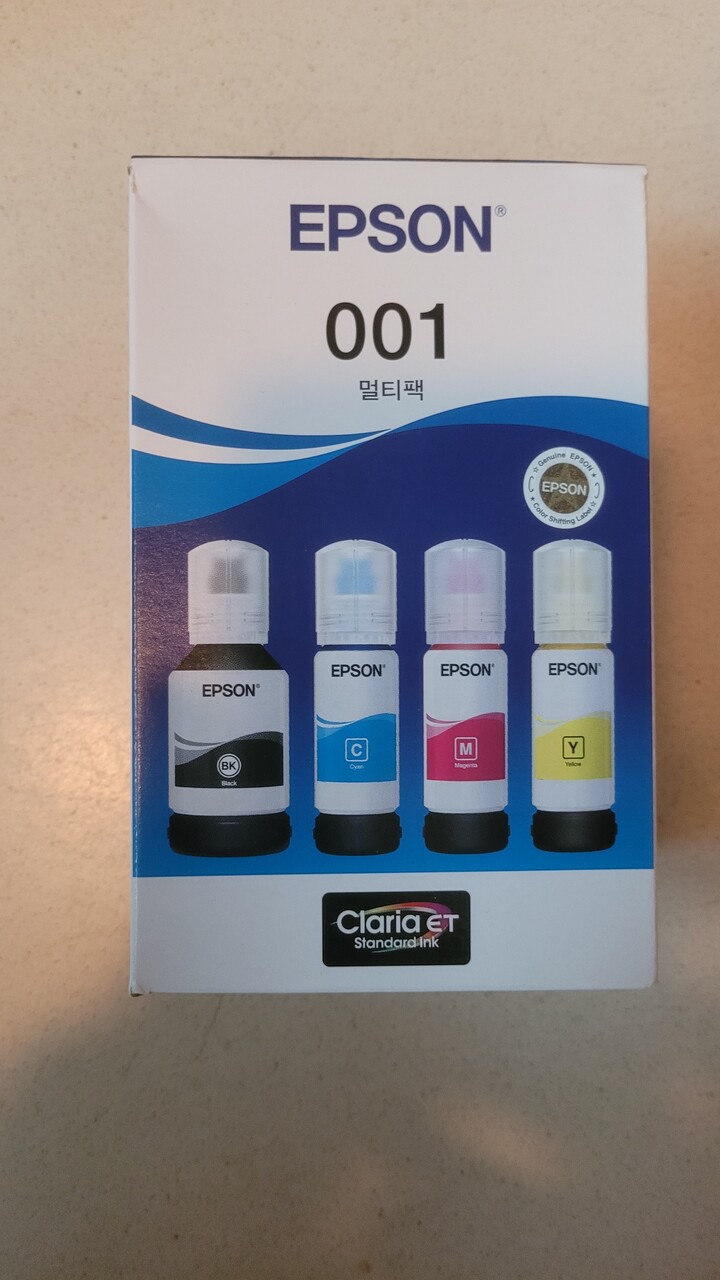 EPSON®
001
멀티팩
☆ Genuine EPSON ★
EPSON
★ Color Shifting Label ☆
EPSON®
BK
Black
EPSON®
C
Cyan
EPSON®
M
Magenta
EPSON®
Y
Yellow
Claria ET
Standard Ink